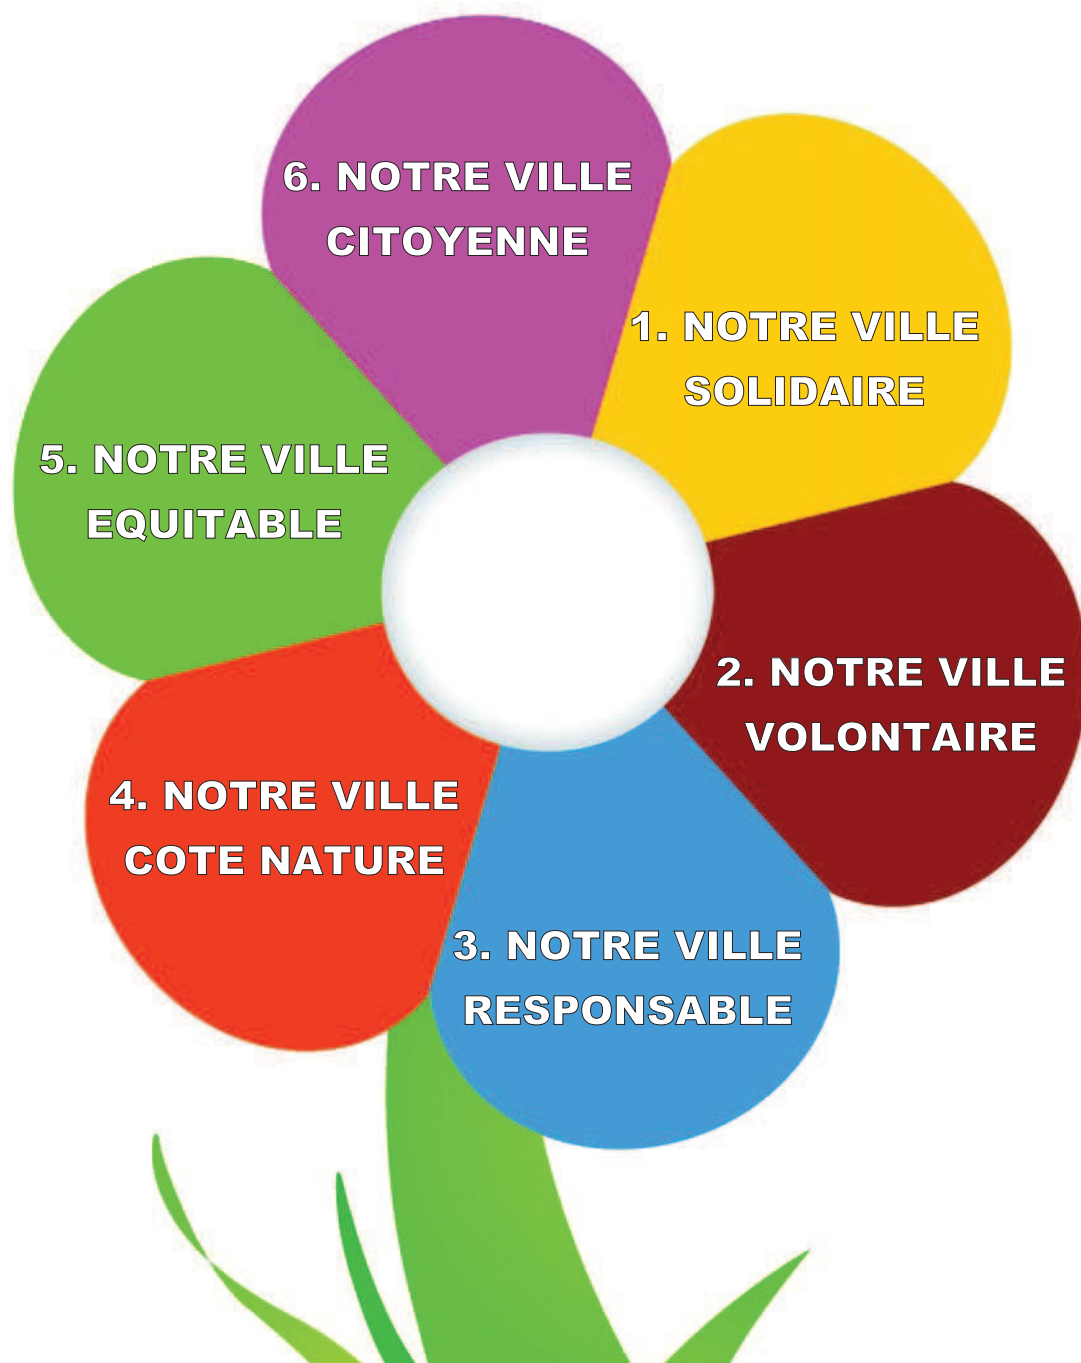 6. NOTRE VILLE
CITOYENNE
1. NOTRE VILLE
SOLIDAIRE
5. NOTRE VILLE
EQUITABLE
2. NOTRE VILLE
VOLONTAIRE
4. NOTRE VILLE
COTE NATURE
3. NOTRE VILLE
RESPONSABLE